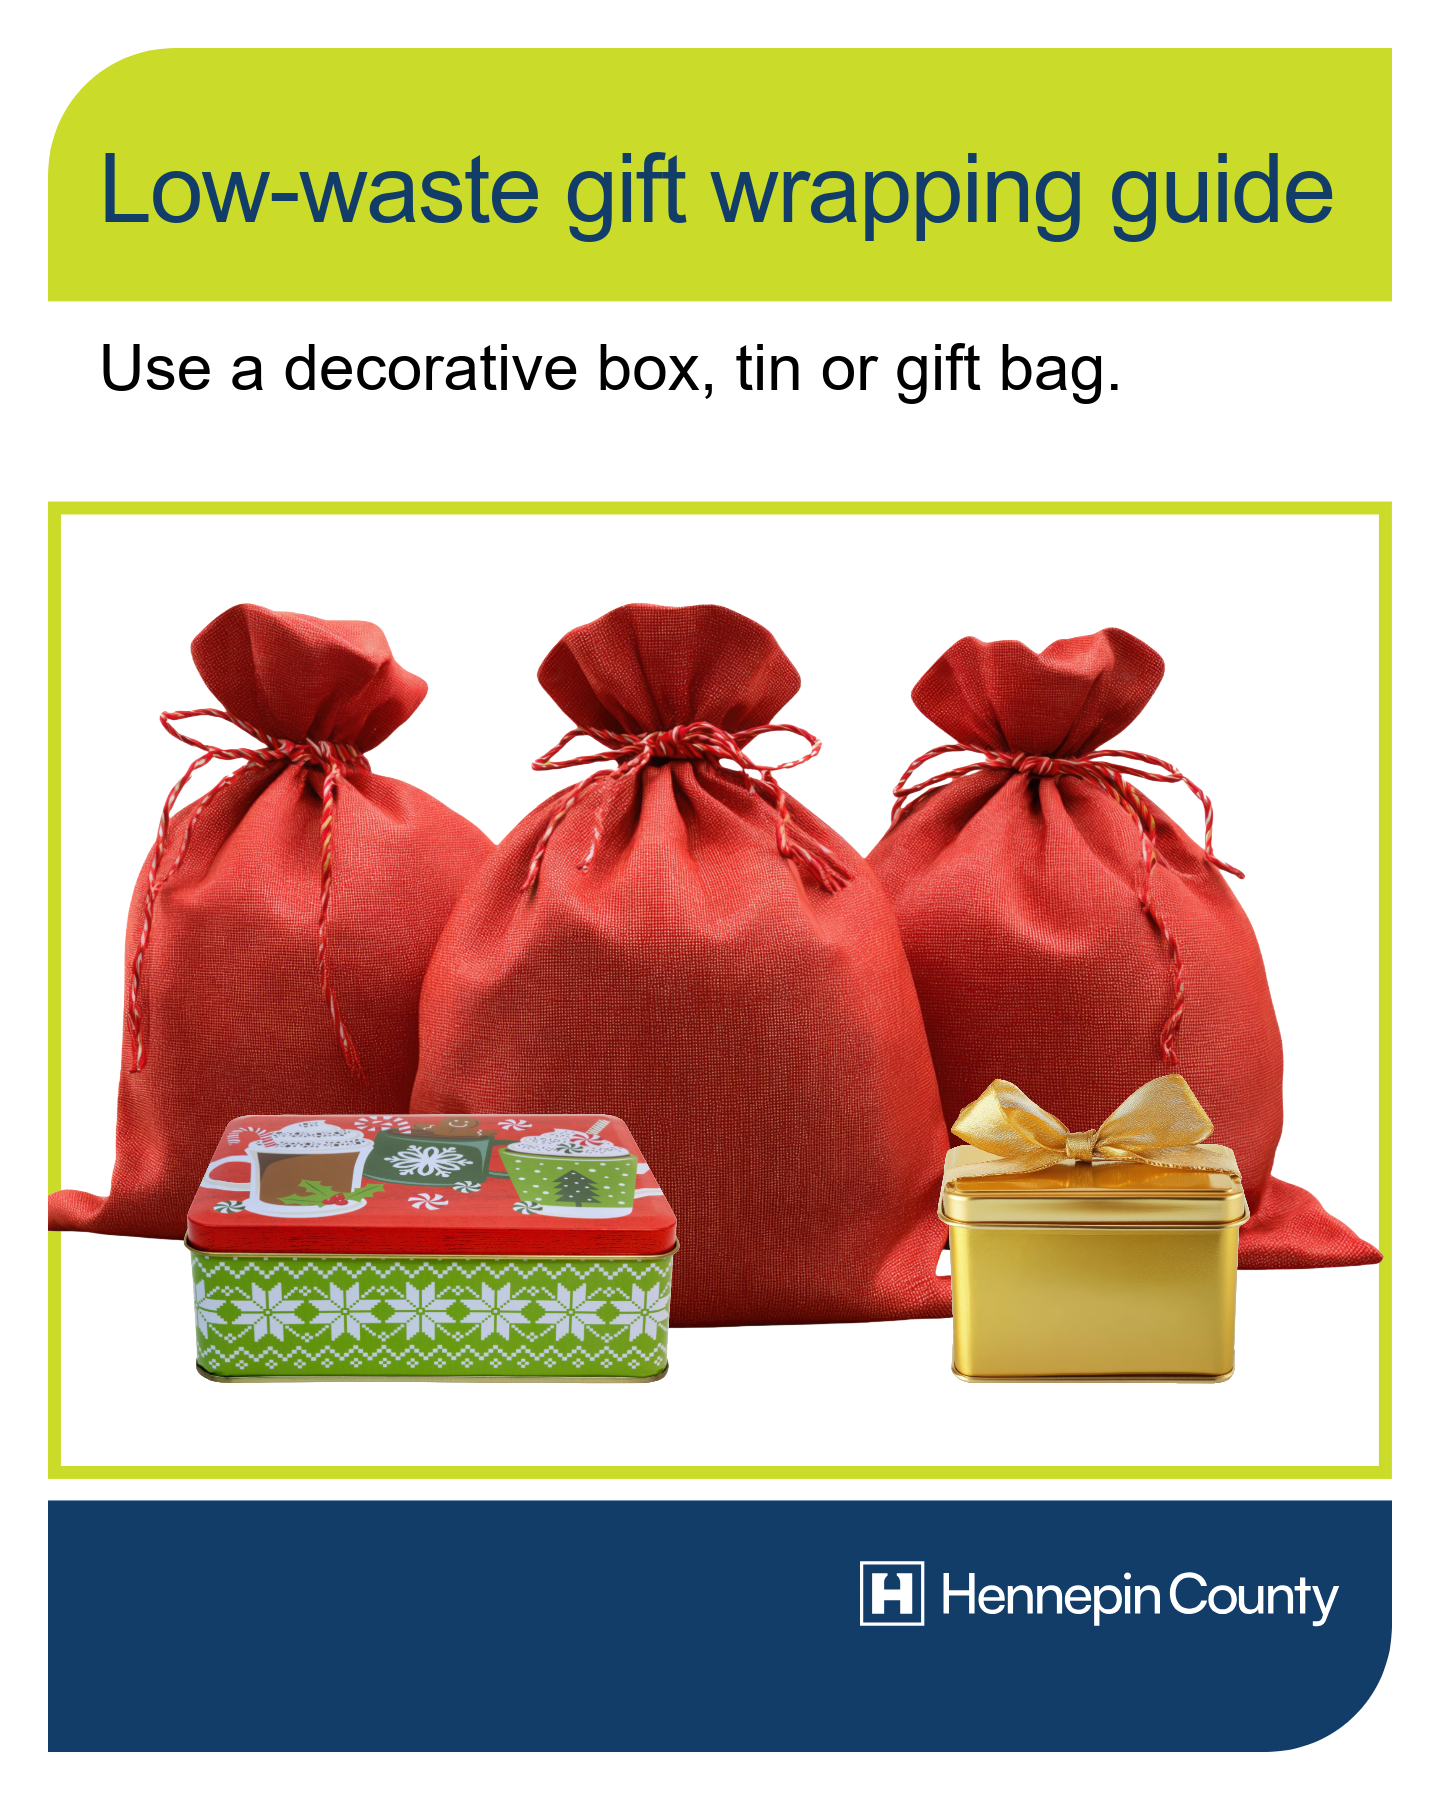 Low-waste gift wrapping guide
Use a decorative box, tin or gift bag.
H Hennepin County